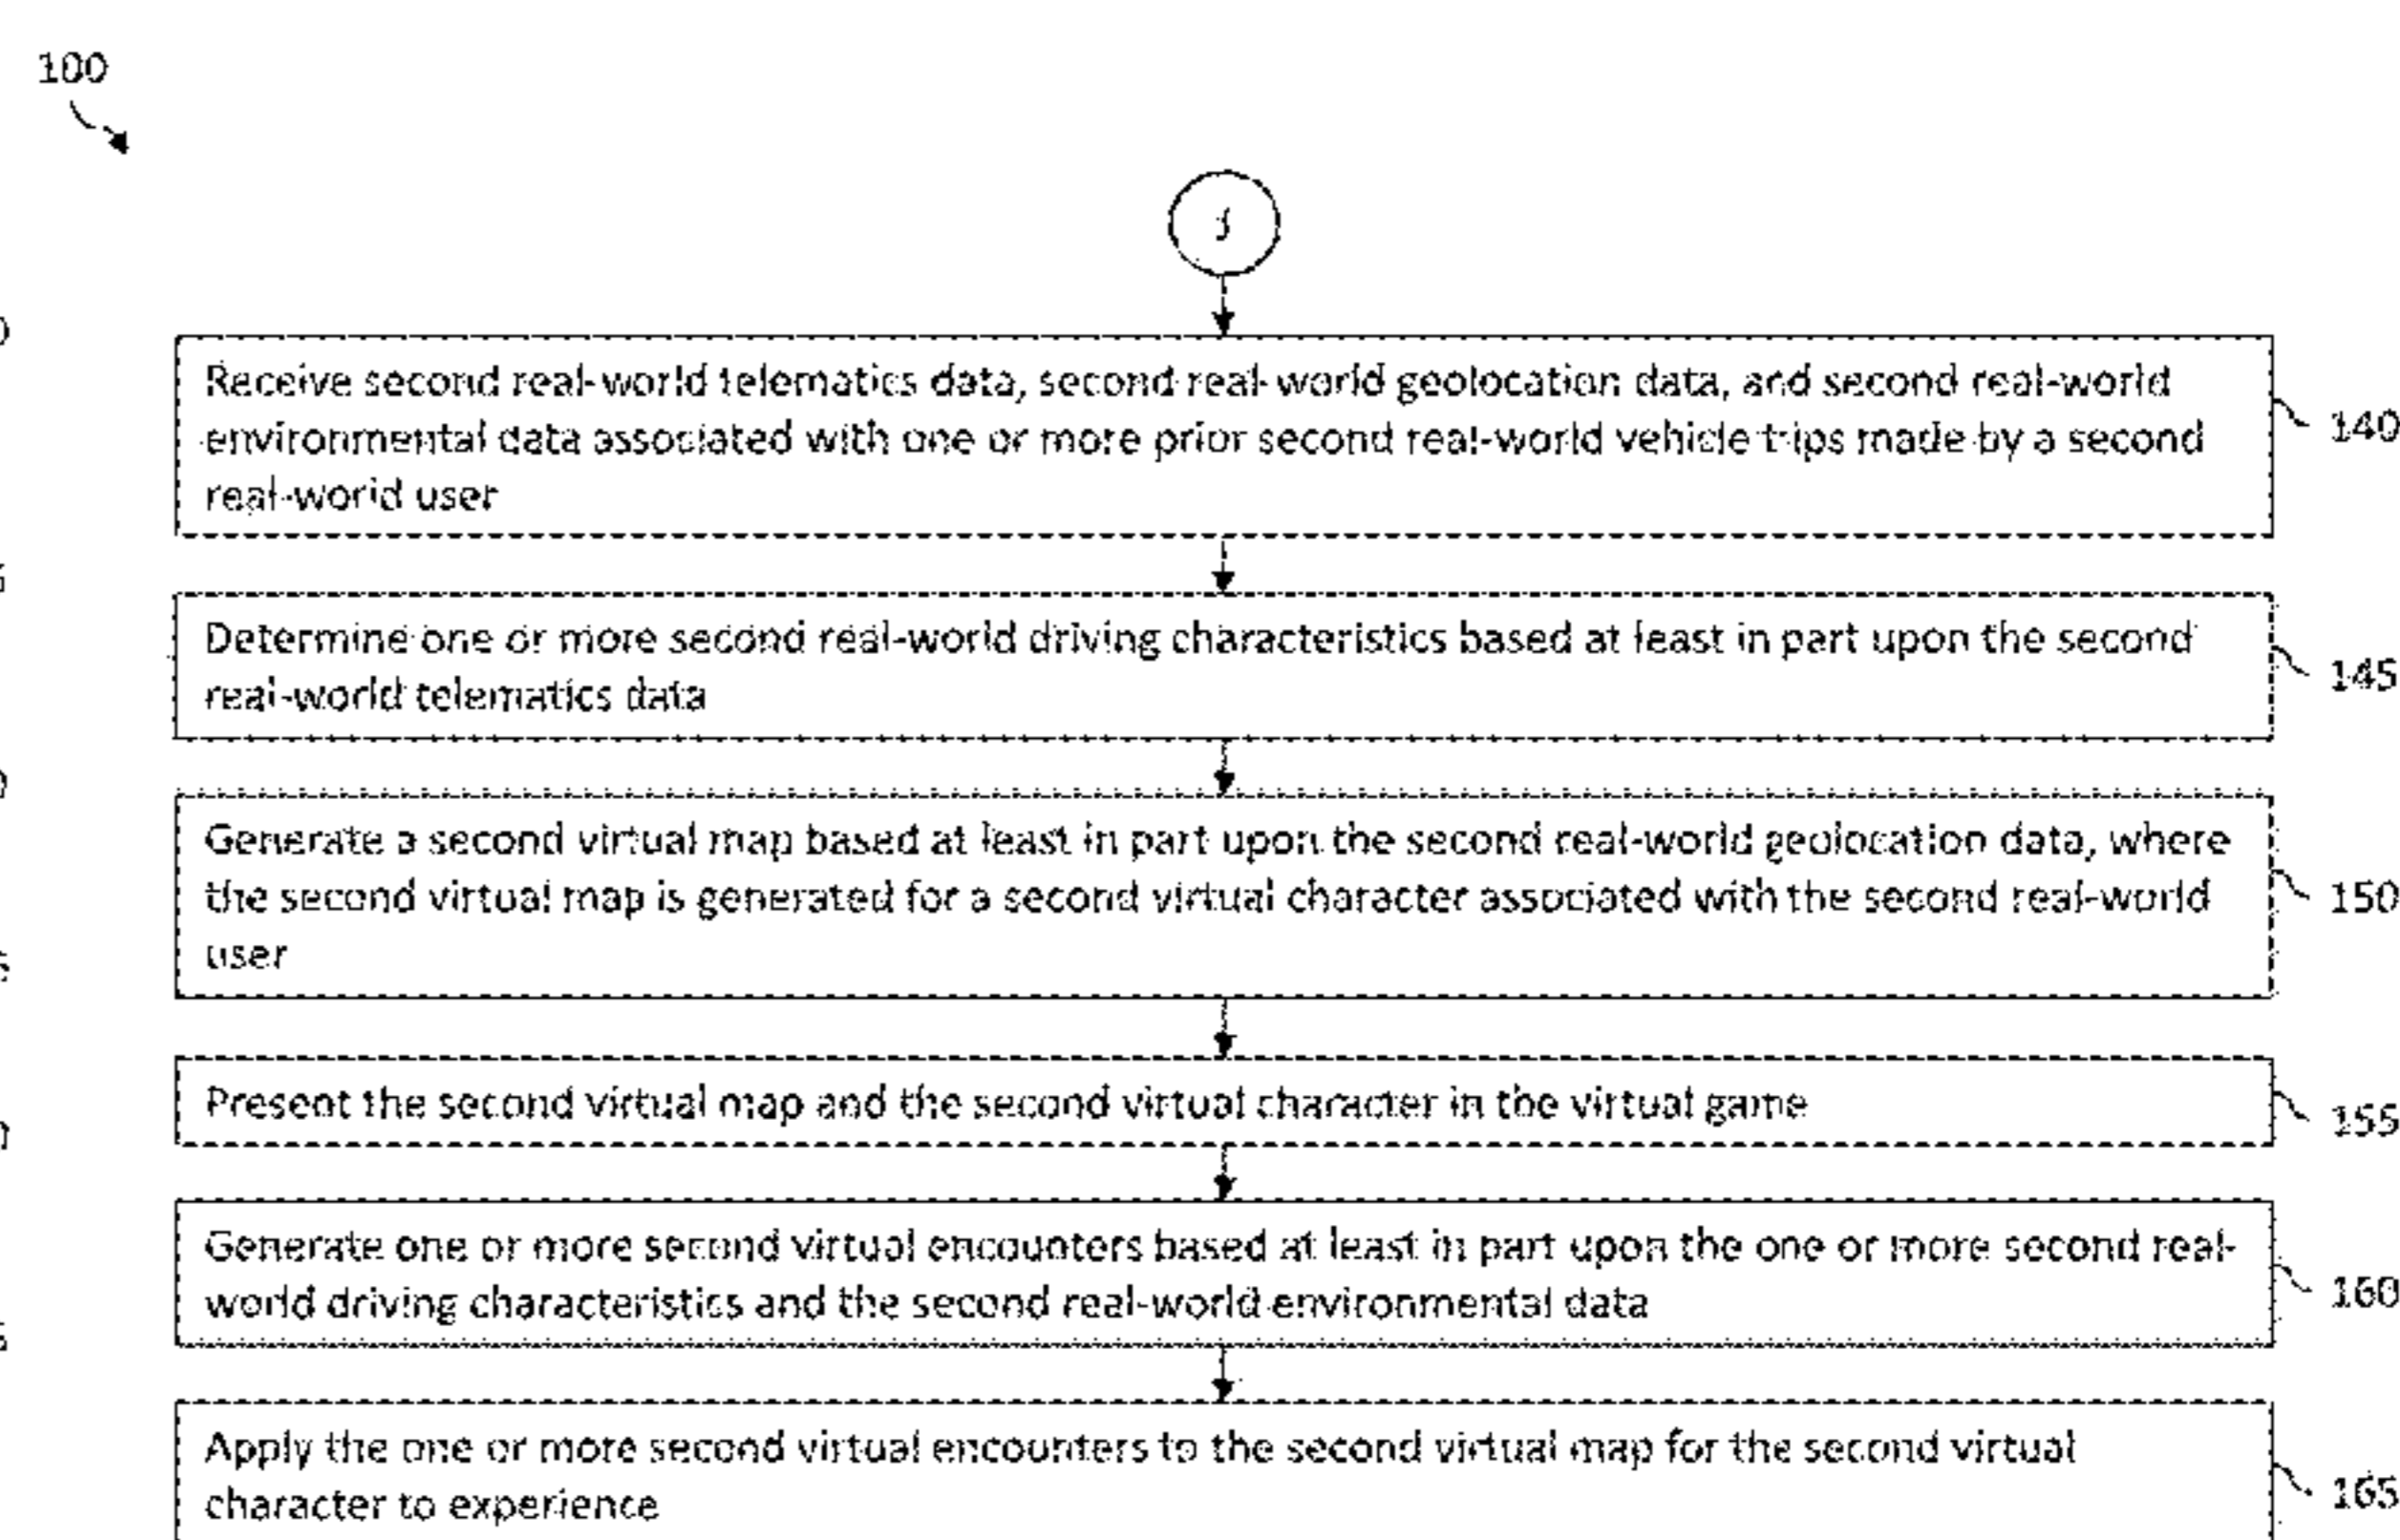 100
Receive second real-world telematics data, second real-world geolocation data, and second real-world
environmental data associated with one or more prior second real-world vehicle trips made by a second
real-world user
140
Determine one or more second real-world driving characteristics based at least in part upon the second
real-world telematics data
145
Generate a second virtual map based at least in part upon the second real-world geolocation data, where
the second virtual map is generated for a second virtual character associated with the second real-world
user
150
Present the second virtual map and the second virtual character in the virtual game
155
Generate one or more second virtual encounters based at least in part upon the one or more second real-
world driving characteristics and the second real-world environmental data
160
Apply the one or more second virtual encounters to the second virtual map for the second virtual
character to experience
165